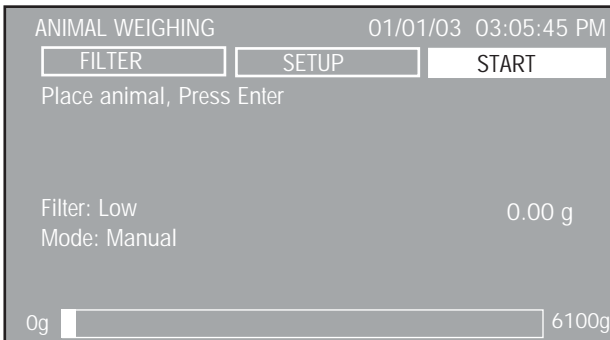 ANIMAL WEIGHING 01/01/03 03:05:45 PM
FILTER SETUP START
Place animal, Press Enter
Filter: Low 0.00 g
Mode: Manual
0g 6100g